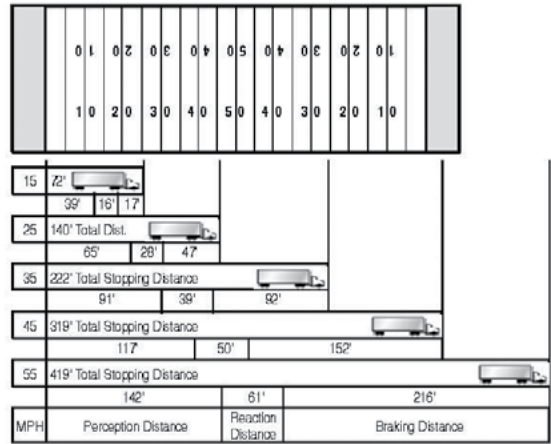 1 0 2 0 3 0 4 0 5 0 4 0 3 0 2 0 1 0
1 0 2 0 3 0 4 0 5 0 4 0 3 0 2 0 1 0
15 72'
39' 16' 17'
25 140' Total Dist.
65' 28' 47'
35 222' Total Stopping Distance
91' 39' 92'
45 319' Total Stopping Distance
117' 50' 152'
55 419' Total Stopping Distance
142' 61' 216'
MPH Perception Distance Reaction Distance Braking Distance